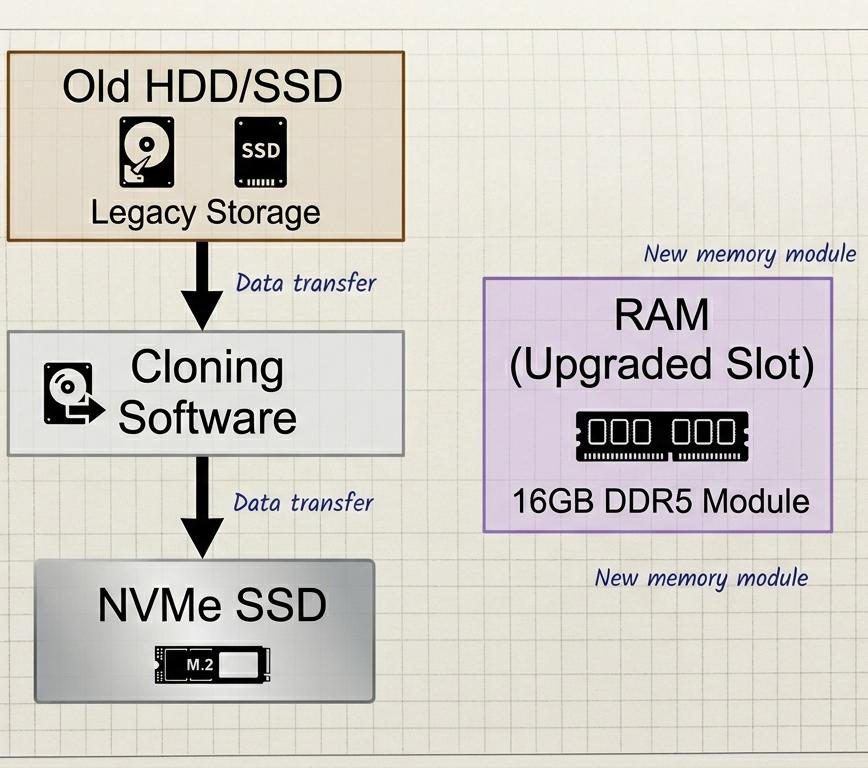 Old HDD/SSD
SSD
Legacy Storage
Data transfer
Cloning
Software
Data transfer
NVMe SSD
M.2
New memory module
RAM
(Upgraded Slot)
16GB DDR5 Module
New memory module